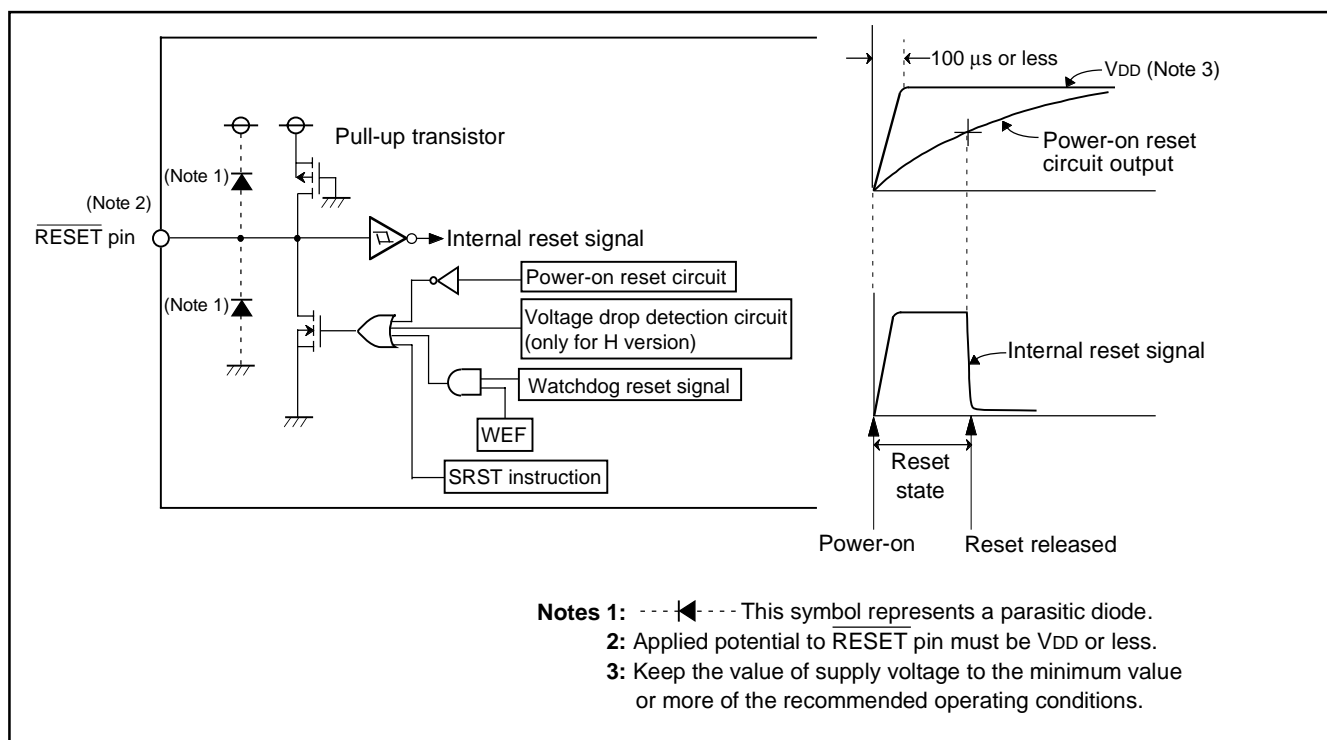 Pull-up transistor
(Note 1)
(Note 2)
RESET pin
Internal reset signal
(Note 1)
Power-on reset circuit
Voltage drop detection circuit
(only for H version)
Watchdog reset signal
WEF
SRST instruction
100 µs or less
VDD (Note 3)
Power-on reset
circuit output
Internal reset signal
Reset
state
Power-on
Reset released
Notes 1: This symbol represents a parasitic diode.
2: Applied potential to RESET pin must be VDD or less.
3: Keep the value of supply voltage to the minimum value
or more of the recommended operating conditions.